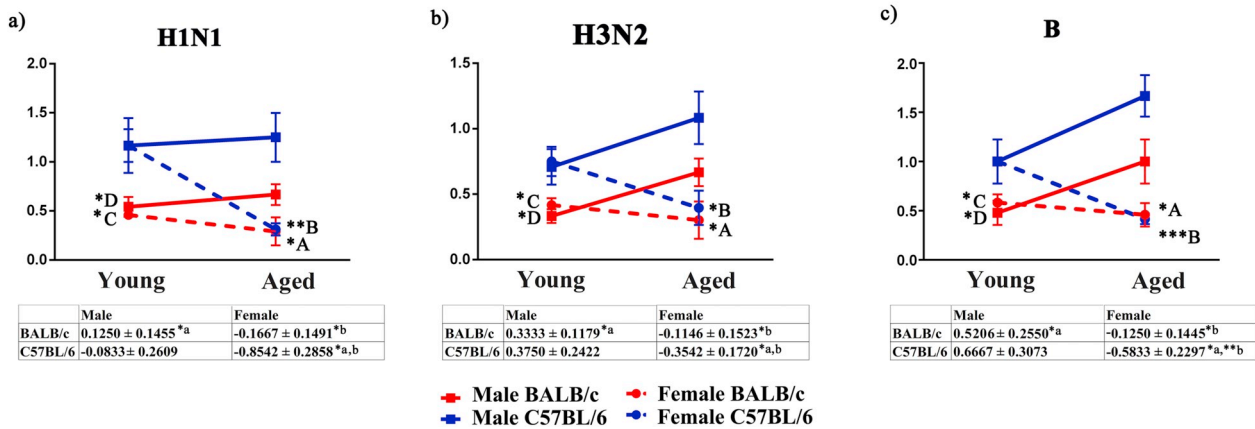 a)
H1N1
2.0
1.5
1.0
0.5
0.0
*D
*C
**B
*A
Young Aged
Male Female
BALB/c 0.1250 ± 0.1455 *a -0.1667 ± 0.1491 *b
C57BL/6 -0.0833 ± 0.2609 -0.8542 ± 0.2858 *a,b
b)
H3N2
1.5
1.0
0.5
0.0
*C
*D
*B
*A
Young Aged
Male Female
BALB/c 0.3333 ± 0.1179 *a -0.1146 ± 0.1523 *b
C57BL/6 0.3750 ± 0.2422 -0.3542 ± 0.1720 *a,b
c)
B
2.0
1.5
1.0
0.5
0.0
*C
*D
*A
***B
Young Aged
Male Female
BALB/c 0.5206 ± 0.2550 *a -0.1250 ± 0.1445 *b
C57BL/6 0.6667 ± 0.3073 -0.5833 ± 0.2297 *a,**b
Male BALB/c Female BALB/c
Male C57BL/6 Female C57BL/6